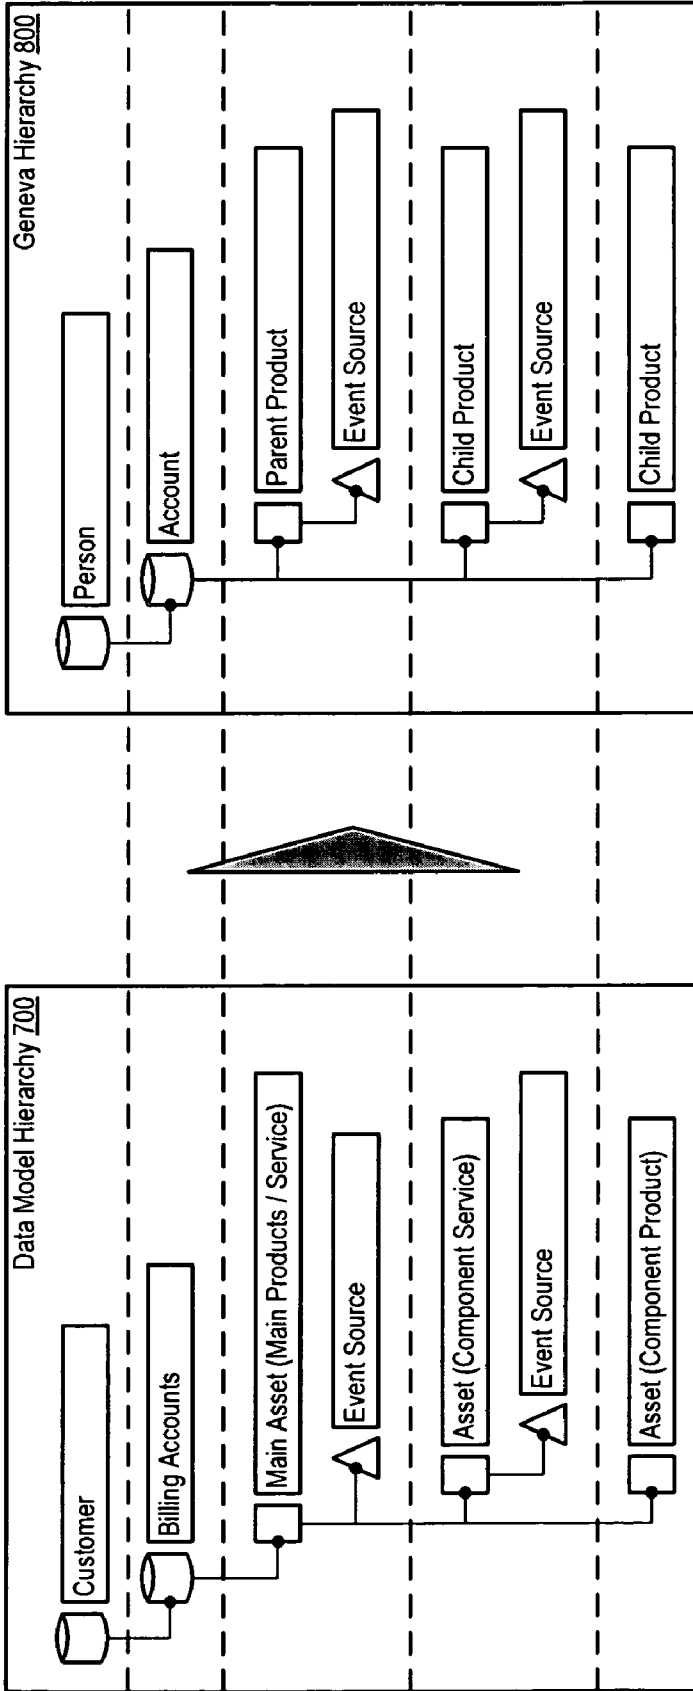 Data Model Hierarchy 700
Customer
Billing Accounts
Main Asset (Main Products / Service)
Event Source
Asset (Component Service)
Event Source
Asset (Component Product)
Geneva Hierarchy 800
Person
Account
Parent Product
Event Source
Child Product
Event Source
Child Product